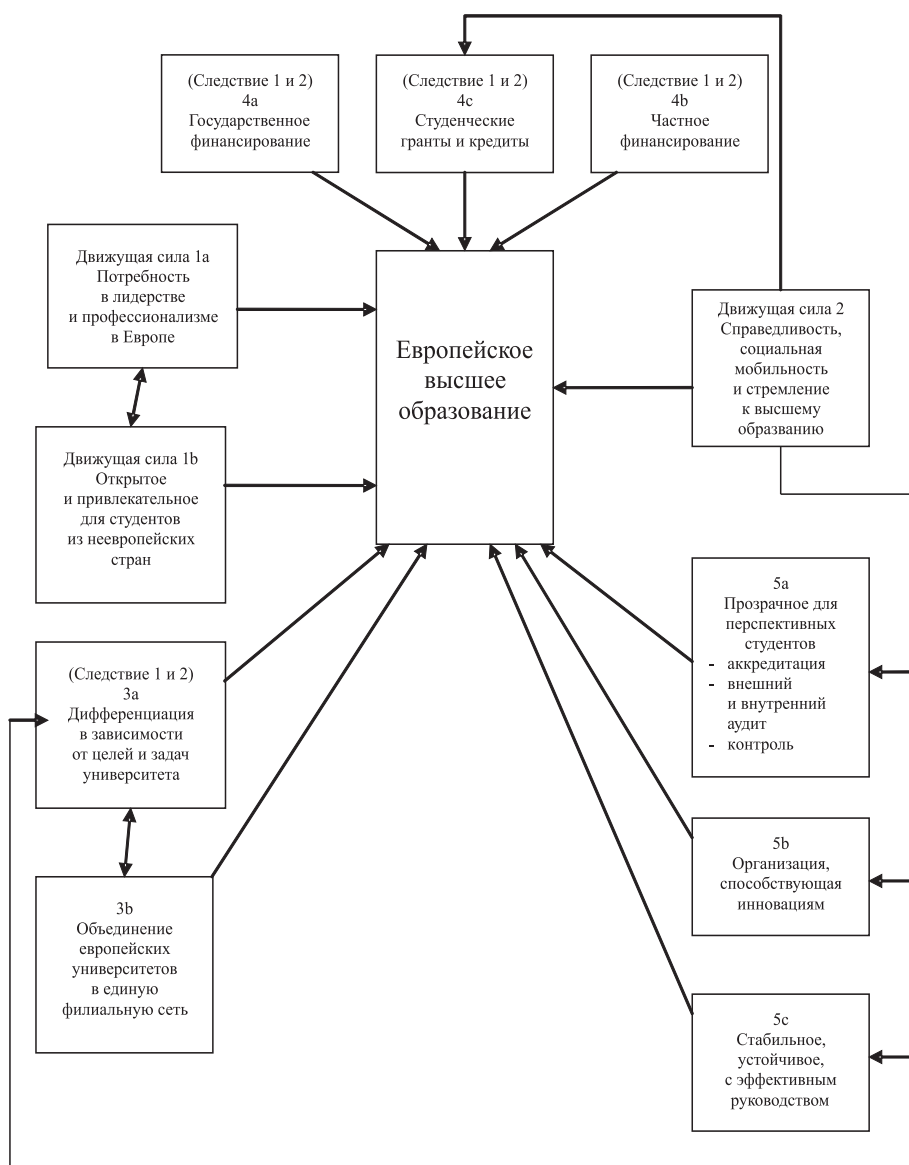 (Следствие 1 и 2)
4a
Государственное
финансирование
(Следствие 1 и 2)
4c
Студенческие
гранты и кредиты
(Следствие 1 и 2)
4b
Частное
финансирование
Движущая сила 1a
Потребность
в лидерстве
и профессионализме
в Европе
Европейское
высшее
образование
Движущая сила 2
Справедливость,
социальная
мобильность
и стремление
к высшему
образванию
Движущая сила 1b
Открытое
и привлекательное
для студентов
из неевропейских
стран
(Следствие 1 и 2)
3a
Дифференциация
в зависимости
от целей и задач
университета
5a
Прозрачное для
перспективных
студентов
- аккредитация
- внешний
и внутренний
аудит
- контроль
3b
Объединение
европейских
университетов
в единую
филиальную сеть
5b
Организация,
способствующая
инновациям
5c
Стабильное,
устойчивое,
с эффективным
руководством